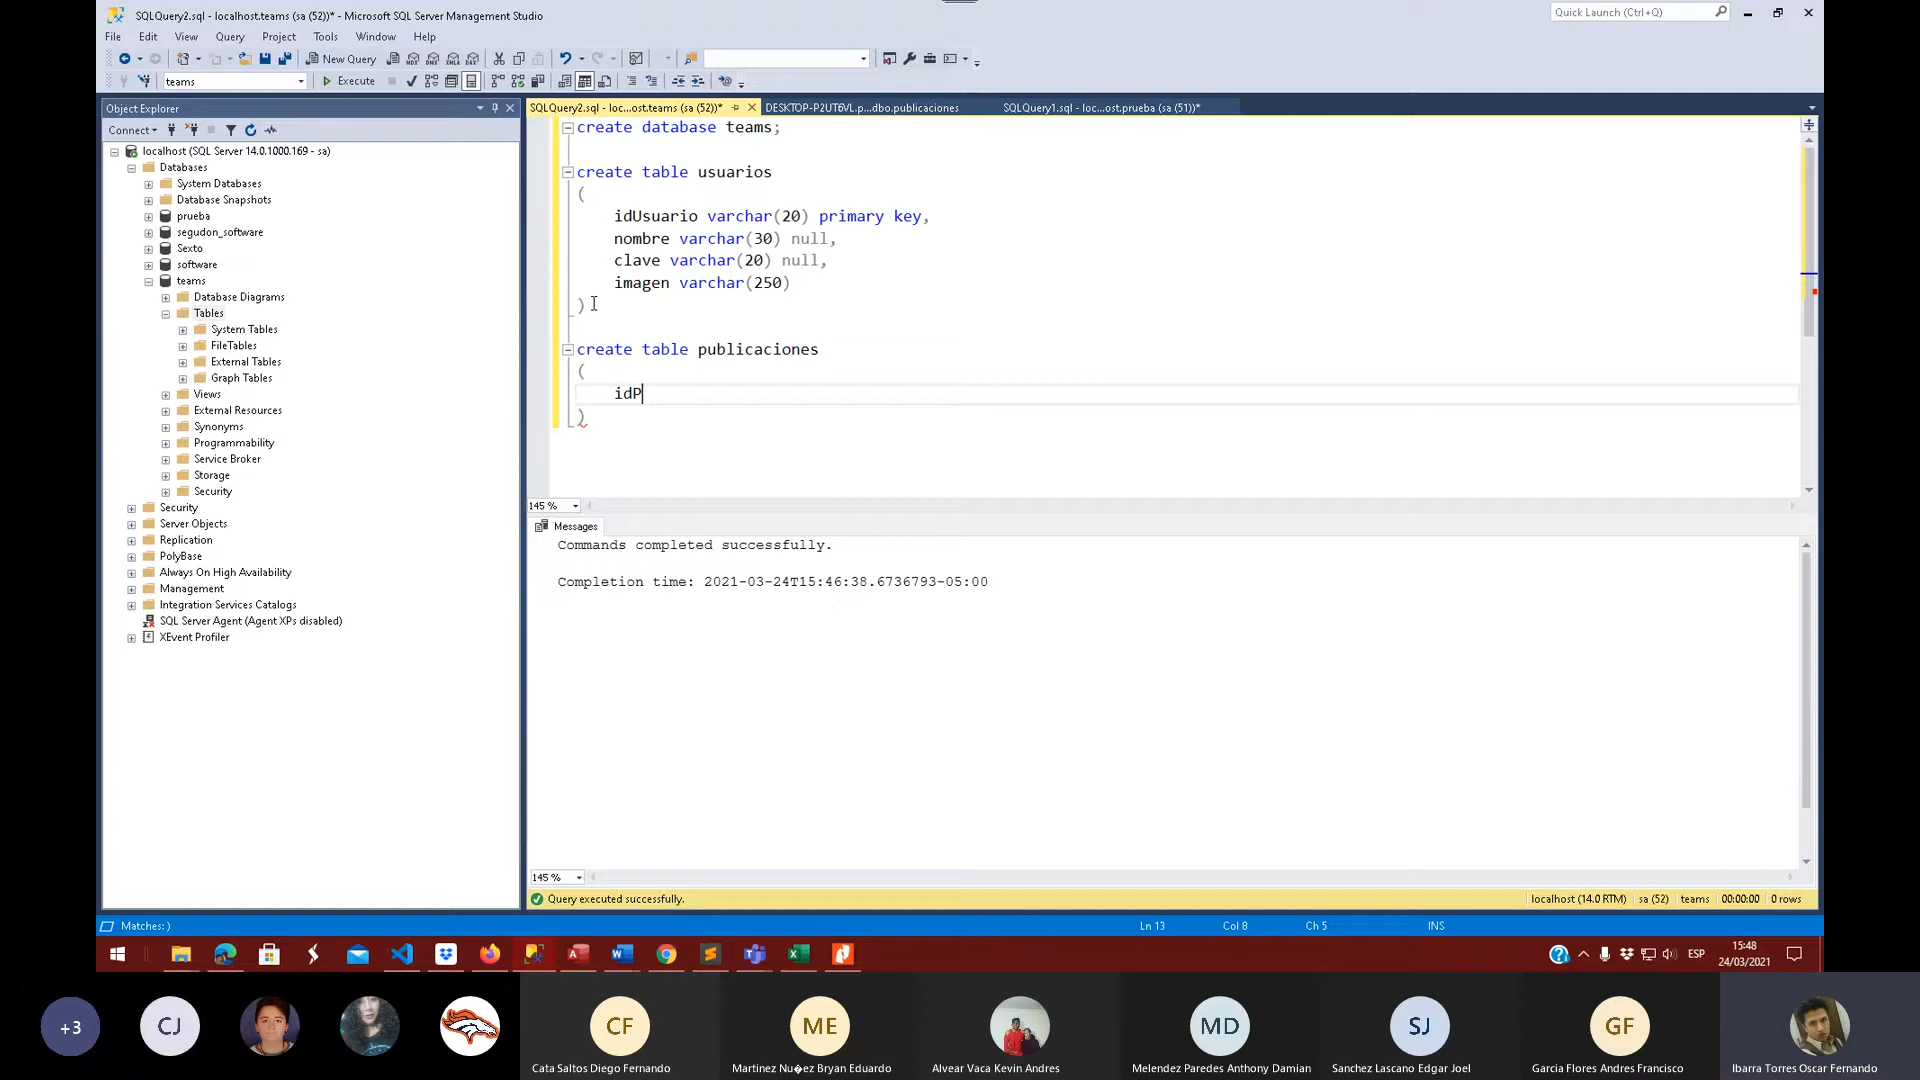 SQLQuery2.sql - localhost.teams (sa (52))* - Microsoft SQL Server Management Studio
Quick Launch (Ctrl+Q)
File Edit View Query Project Tools Window Help
New Query
teams
Execute
Object Explorer
SQLQuery2.sql - loc...ost.teams (sa (52))*
DESKTOP-P2UT6VL.p...dbo.publicaciones
SQLQuery1.sql - loc...ost.prueba (sa (51))*
Connect
localhost (SQL Server 14.0.1000.169 - sa)
Databases
System Databases
Database Snapshots
prueba
segudon_software
Sexto
software
teams
Database Diagrams
Tables
System Tables
FileTables
External Tables
Graph Tables
Views
External Resources
Synonyms
Programmability
Service Broker
Storage
Security
Security
Server Objects
Replication
PolyBase
Always On High Availability
Management
Integration Services Catalogs
SQL Server Agent (Agent XPs disabled)
XEvent Profiler
create database teams;
create table usuarios
(
idUsuario varchar(20) primary key,
nombre varchar(30) null,
clave varchar(20) null,
imagen varchar(250)
)
create table publicaciones
(
idP
)
145 %
Messages
Commands completed successfully.
Completion time: 2021-03-24T15:46:38.6736793-05:00
145 %
Query executed successfully.
localhost (14.0 RTM) sa (52) teams 00:00:00 0 rows
Matches: )
Ln 13 Col 8 Ch 5 INS
ESP
15:48
24/03/2021
+3
CJ
CF
ME
MD
SJ
GF
Cata Saltos Diego Fernando
Martinez Nu�ez Bryan Eduardo
Alvear Vaca Kevin Andres
Melendez Paredes Anthony Damian
Sanchez Lascano Edgar Joel
Garcia Flores Andres Francisco
Ibarra Torres Oscar Fernando